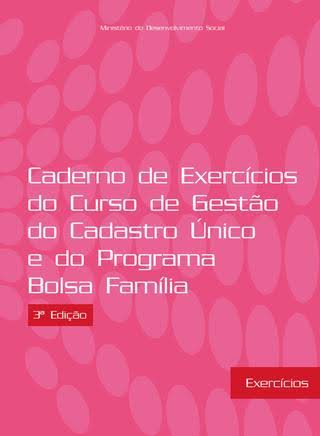 Ministério do Desenvolvimento Social
Caderno de Exercícios
do Curso de Gestão
do Cadastro Único
e do Programa
Bolsa Família
3ª Edição
Exercícios